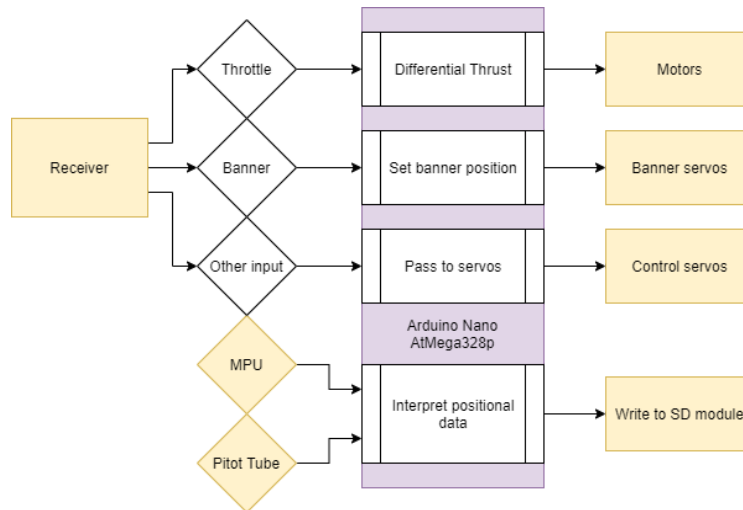 Throttle
Differential Thrust
Motors
Receiver
Banner
Set banner position
Banner servos
Other input
Pass to servos
Control servos
Arduino Nano
AtMega328p
MPU
Interpret positional
data
Write to SD module
Pitot Tube